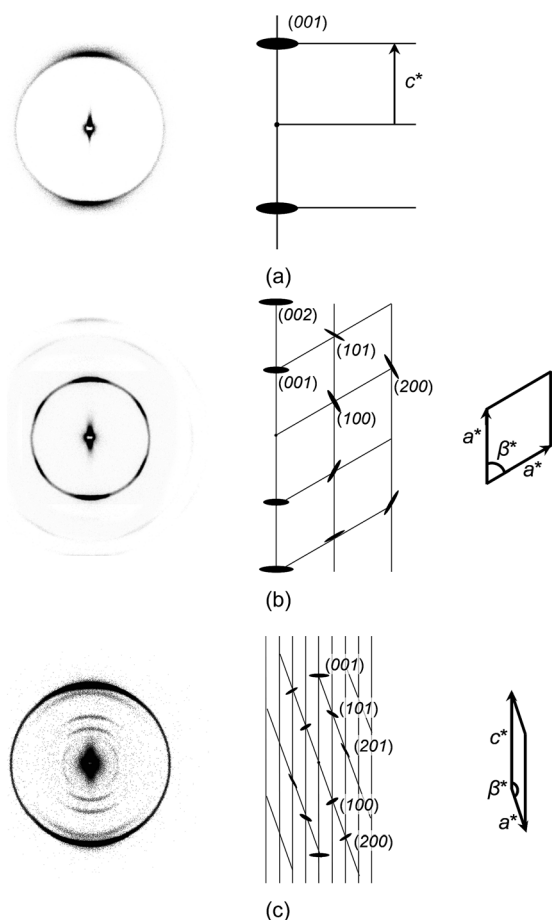 (001)
c*
(a)
(002)
(101)
(001)
(200)
(100)
a*
β*
a*
(b)
(001)
(101)
(201)
(100)
(200)
c*
β*
a*
(c)